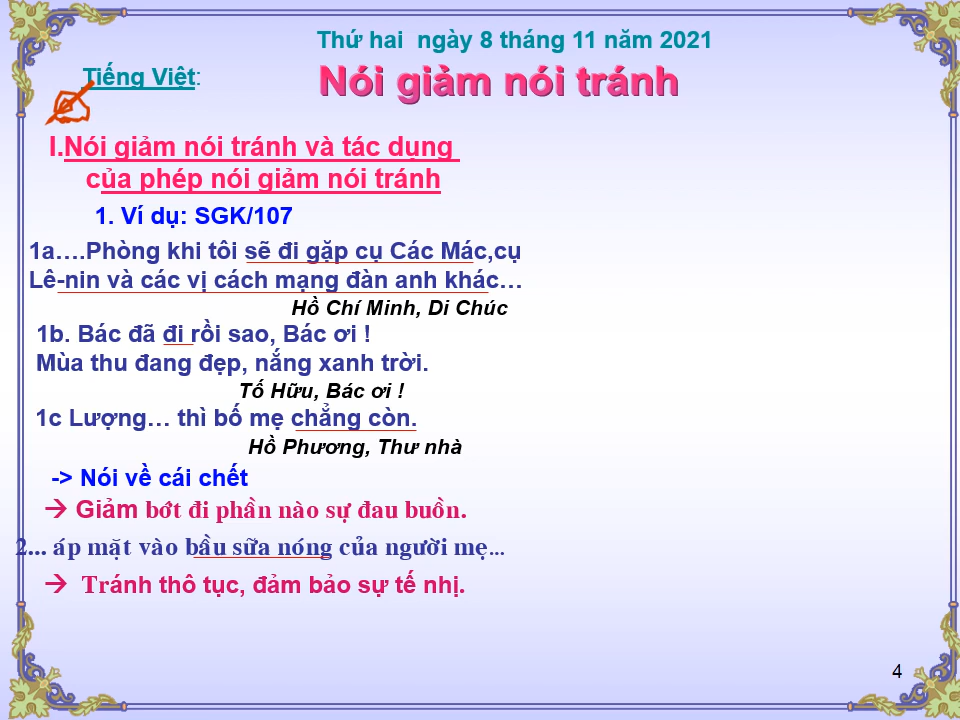 Thứ hai  ngày 8 tháng 11 năm 2021
Tiếng Việt:
Nói giảm nói tránh
I.Nói giảm nói tránh và tác dụng
của phép nói giảm nói tránh
1. Ví dụ: SGK/107
1a….Phòng khi tôi sẽ đi gặp cụ Các Mác,cụ
Lê-nin và các vị cách mạng đàn anh khác…
Hồ Chí Minh, Di Chúc
1b. Bác đã đi rồi sao, Bác ơi !
Mùa thu đang đẹp, nắng xanh trời.
Tố Hữu, Bác ơi !
1c Lượng… thì bố mẹ chẳng còn.
Hồ Phương, Thư nhà
-> Nói về cái chết
→ Giảm bớt đi phần nào sự đau buồn.
2... áp mặt vào bầu sữa nóng của người mẹ...
→ Tránh thô tục, đảm bảo sự tế nhị.
4